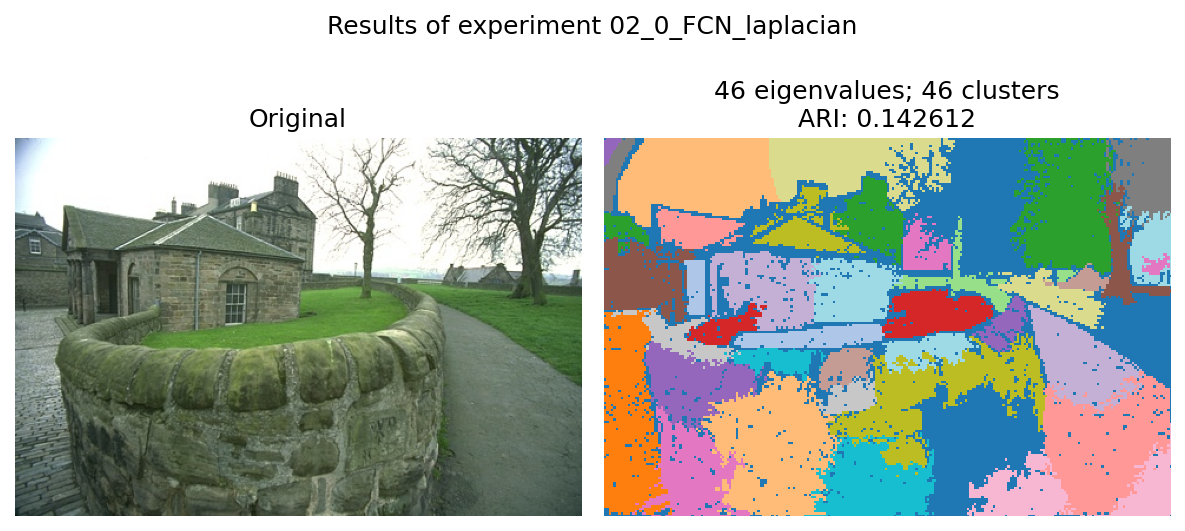 Results of experiment 02_0_FCN_laplacian
Original
46 eigenvalues; 46 clusters
ARI: 0.142612